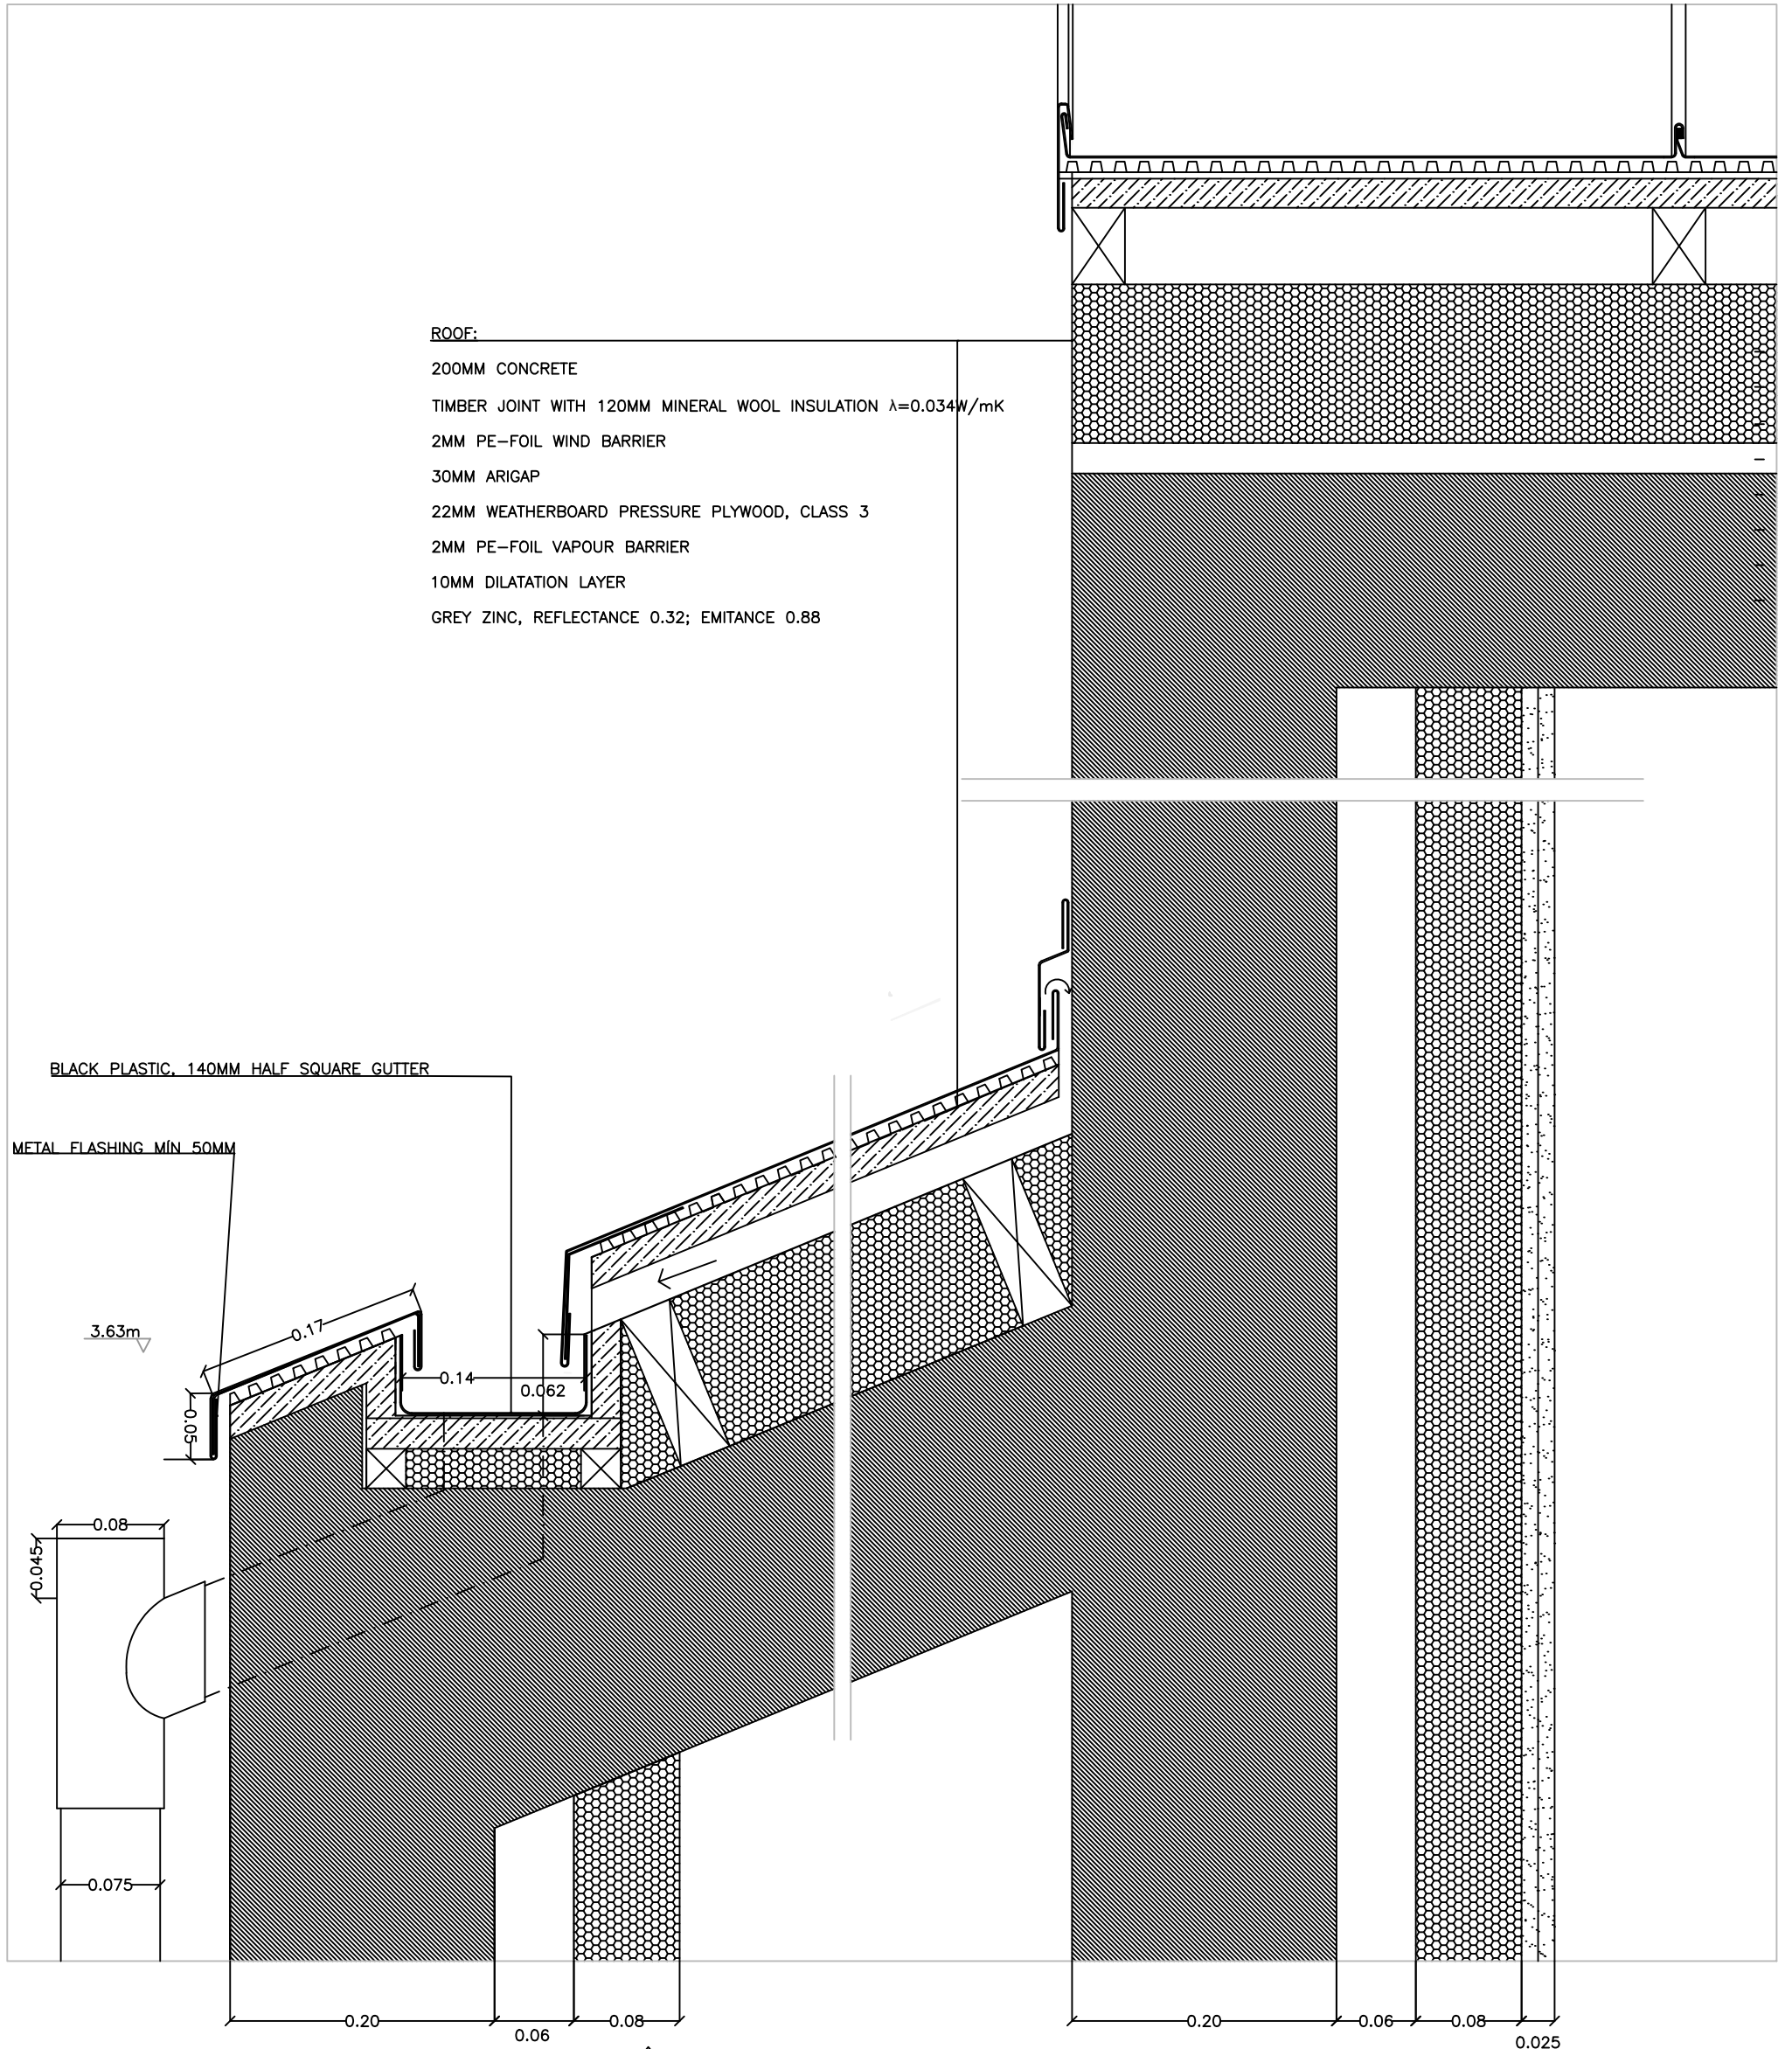 ROOF:
200MM CONCRETE
TIMBER JOINT WITH 120MM MINERAL WOOL INSULATION λ=0.034W/mK
2MM PE-FOIL WIND BARRIER
30MM ARIGAP
22MM WEATHERBOARD PRESSURE PLYWOOD, CLASS 3
2MM PE-FOIL VAPOUR BARRIER
10MM DILATATION LAYER
GREY ZINC, REFLECTANCE 0.32; EMITANCE 0.88
BLACK PLASTIC, 140MM HALF SQUARE GUTTER
METAL FLASHING MÍN 50MM
3.63m
0.17
0.14
0.062
0.05
0.08
0.045
0.075
0.20
0.06
0.08
0.20
0.06
0.08
0.025